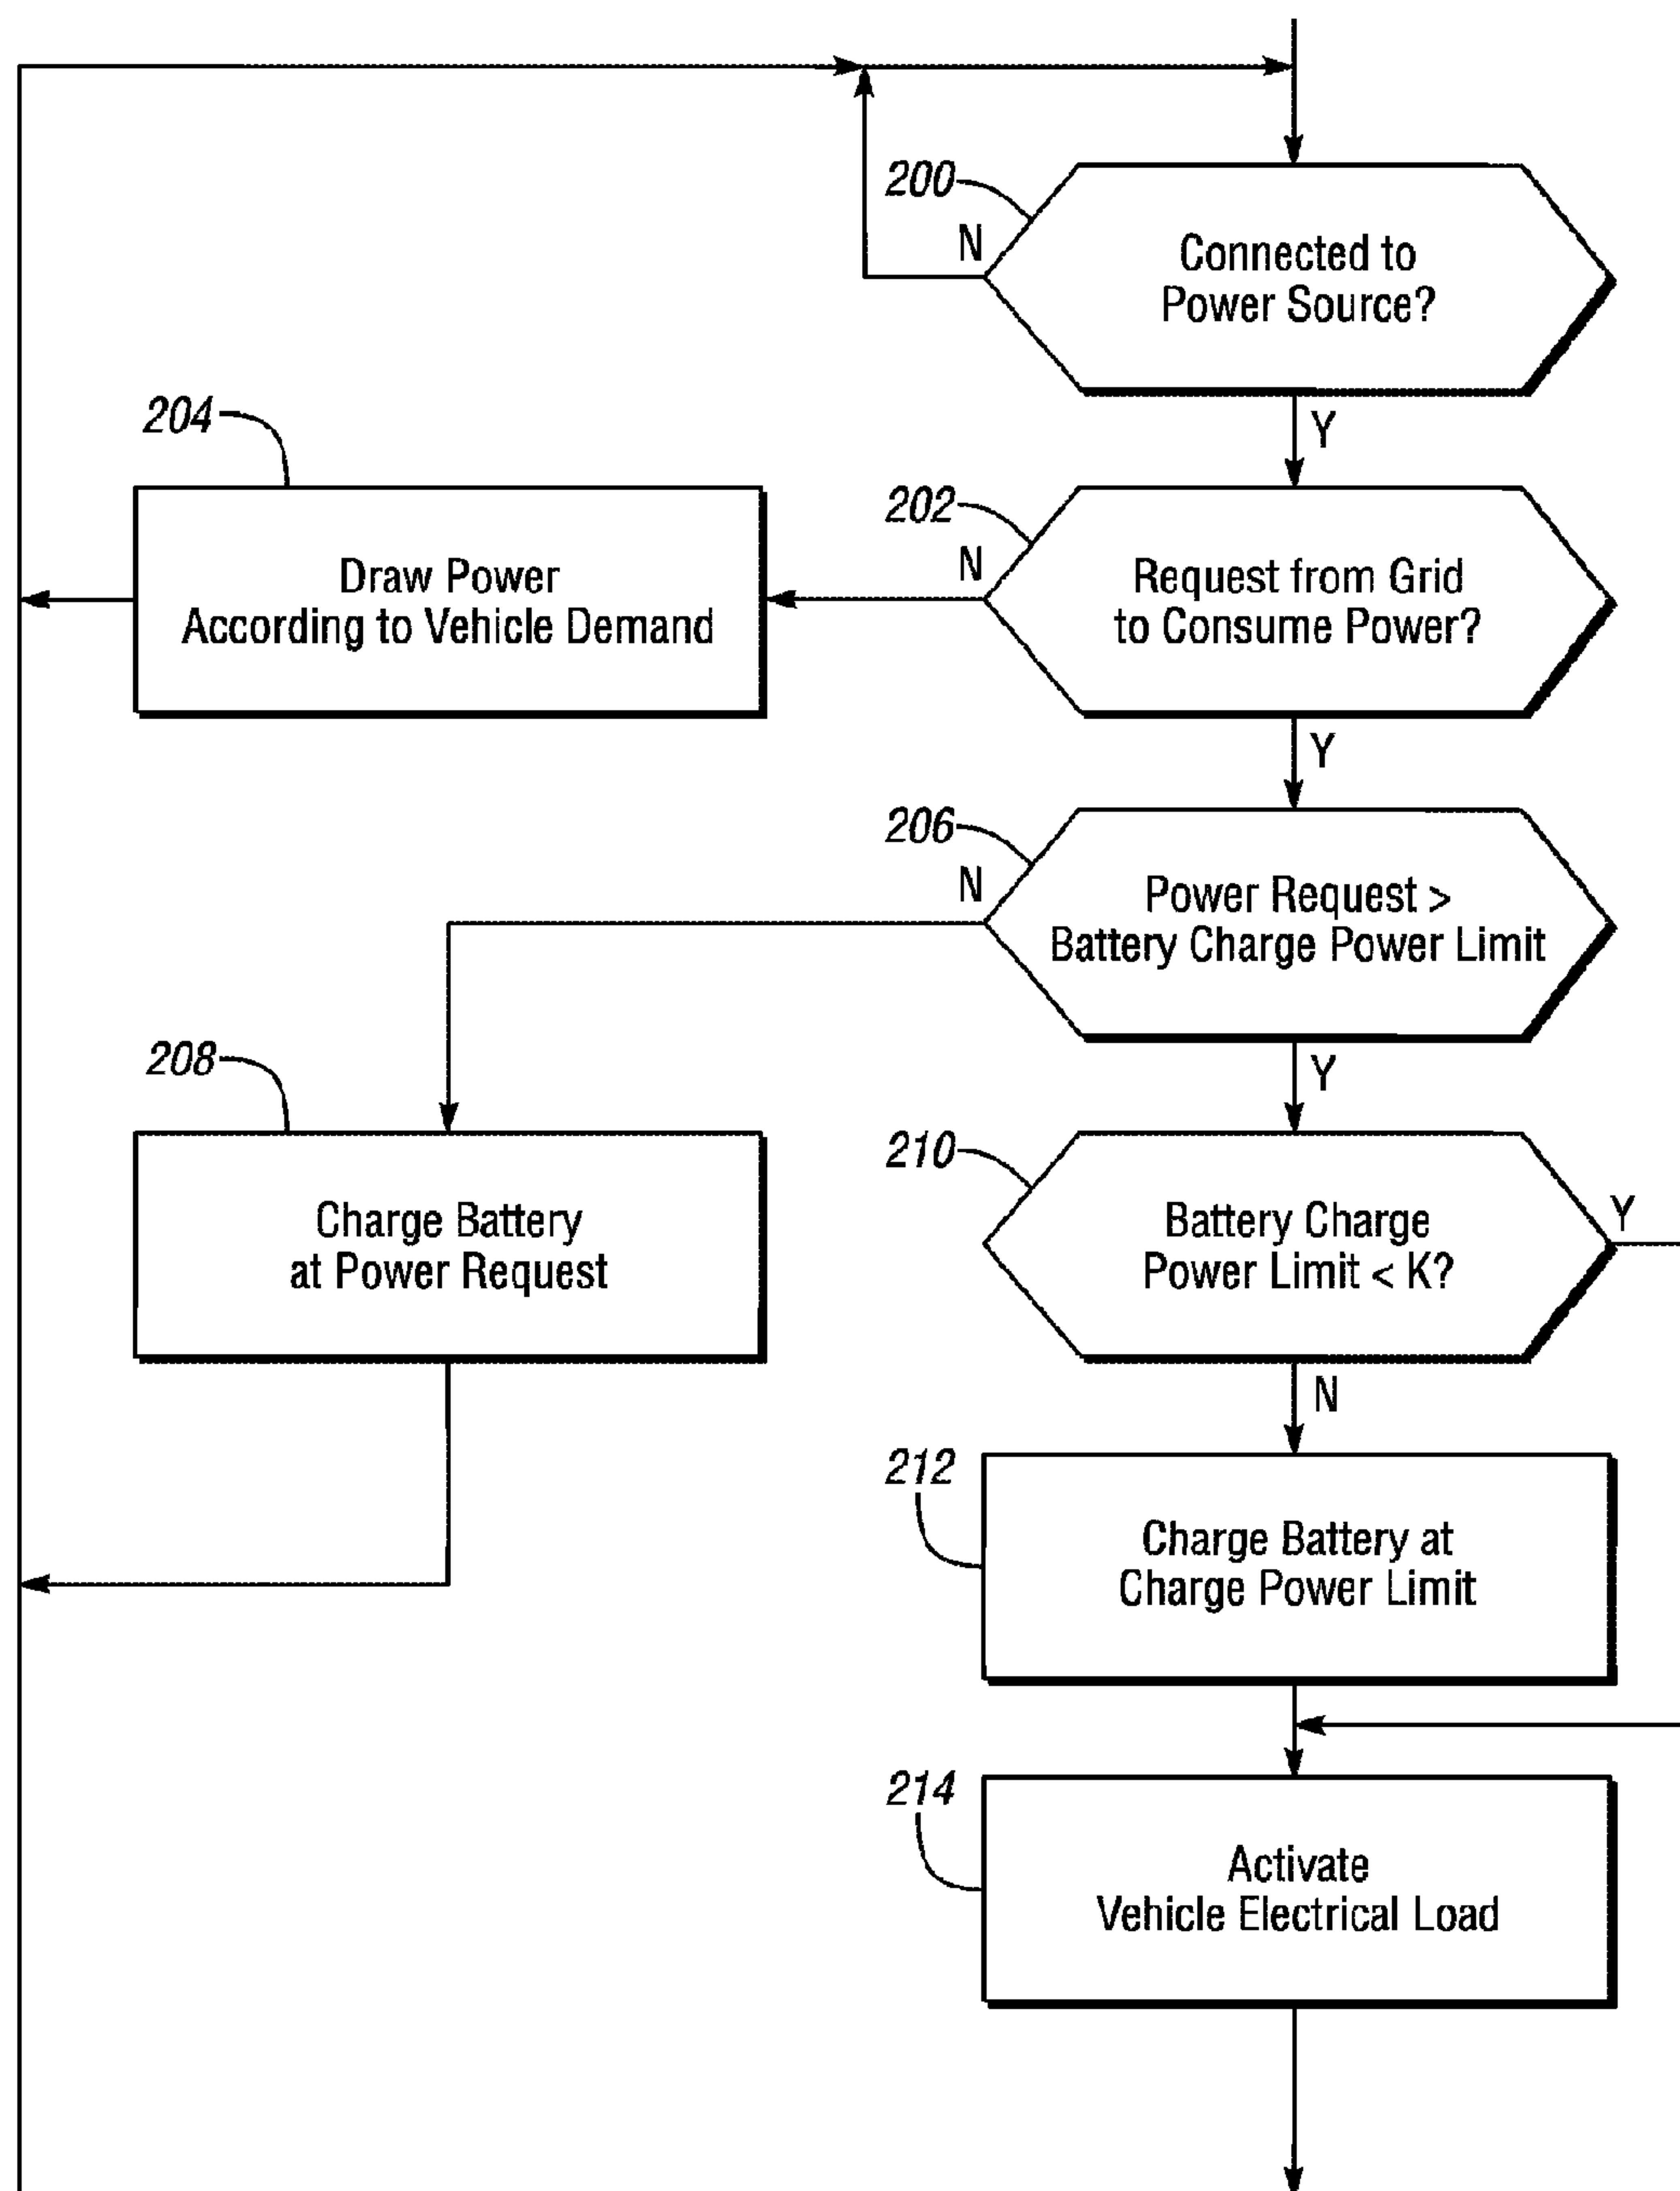 200
N
Connected to
Power Source?
Y
204
Draw Power
According to Vehicle Demand
202
N
Request from Grid
to Consume Power?
Y
206
N
Power Request >
Battery Charge Power Limit
Y
208
Charge Battery
at Power Request
210
Battery Charge
Power Limit < K?
Y
N
212
Charge Battery at
Charge Power Limit
214
Activate
Vehicle Electrical Load